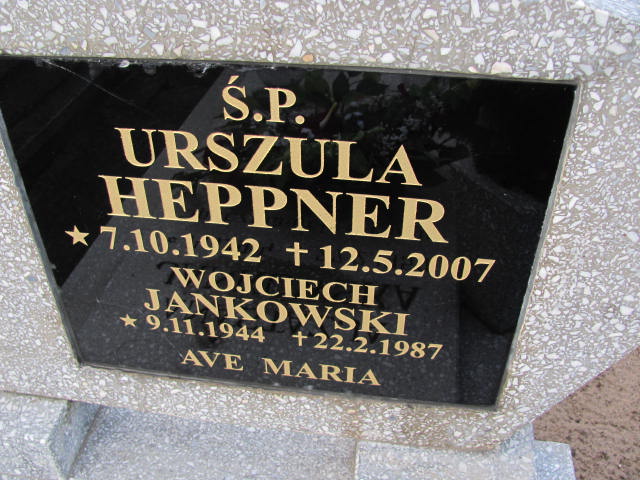 Ś.P.
URSZULA
HEPPNER
★ 7.10.1942 ✝ 12.5.2007
WOJCIECH
JANKOWSKI
★ 9.11.1944 ✝ 22.2.1987
AVE MARIA